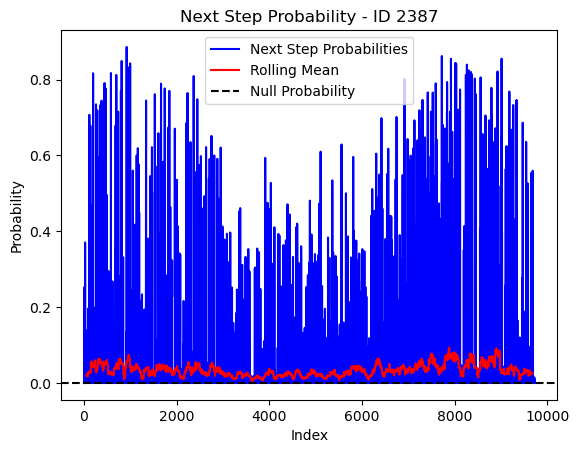 Next Step Probability - ID 2387
Next Step Probabilities
Rolling Mean
Null Probability
Probability
0.8
0.6
0.4
0.2
0.0
0
2000
4000
6000
8000
10000
Index